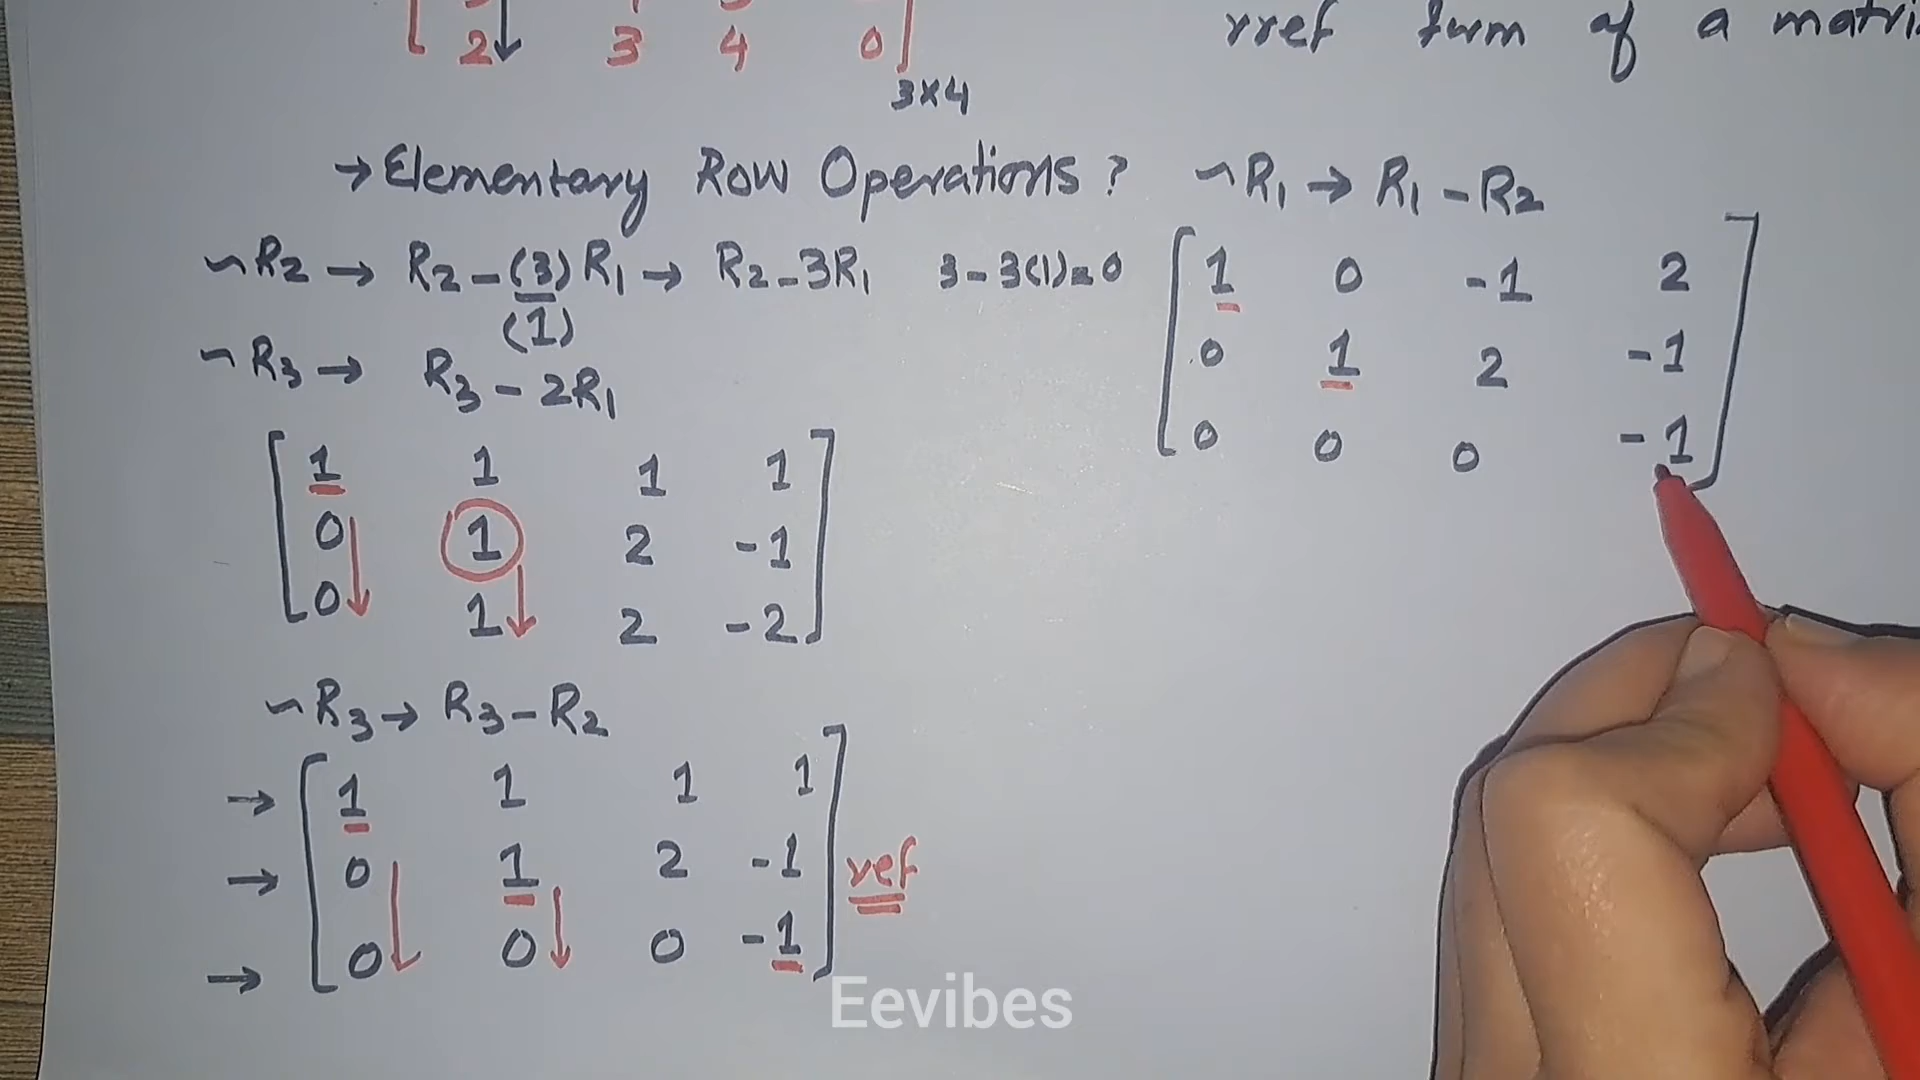 2 3 4 0
3×4
rref form of a
→ Elementary Row Operations?
~R2 → R2 - (3)/(1) R1 → R2 - 3R1 3 - 3(1) = 0
~R3 → R3 - 2R1
1 1 1 1
0 1 2 -1
0 1 2 -2
~R3 → R3 - R2
→ 1 1 1 1
→ 0 1 2 -1 ref
→ 0 0 0 -1
~R1 → R1 - R2
1 0 -1 2
0 1 2 -1
0 0 0 -1
Eevibes